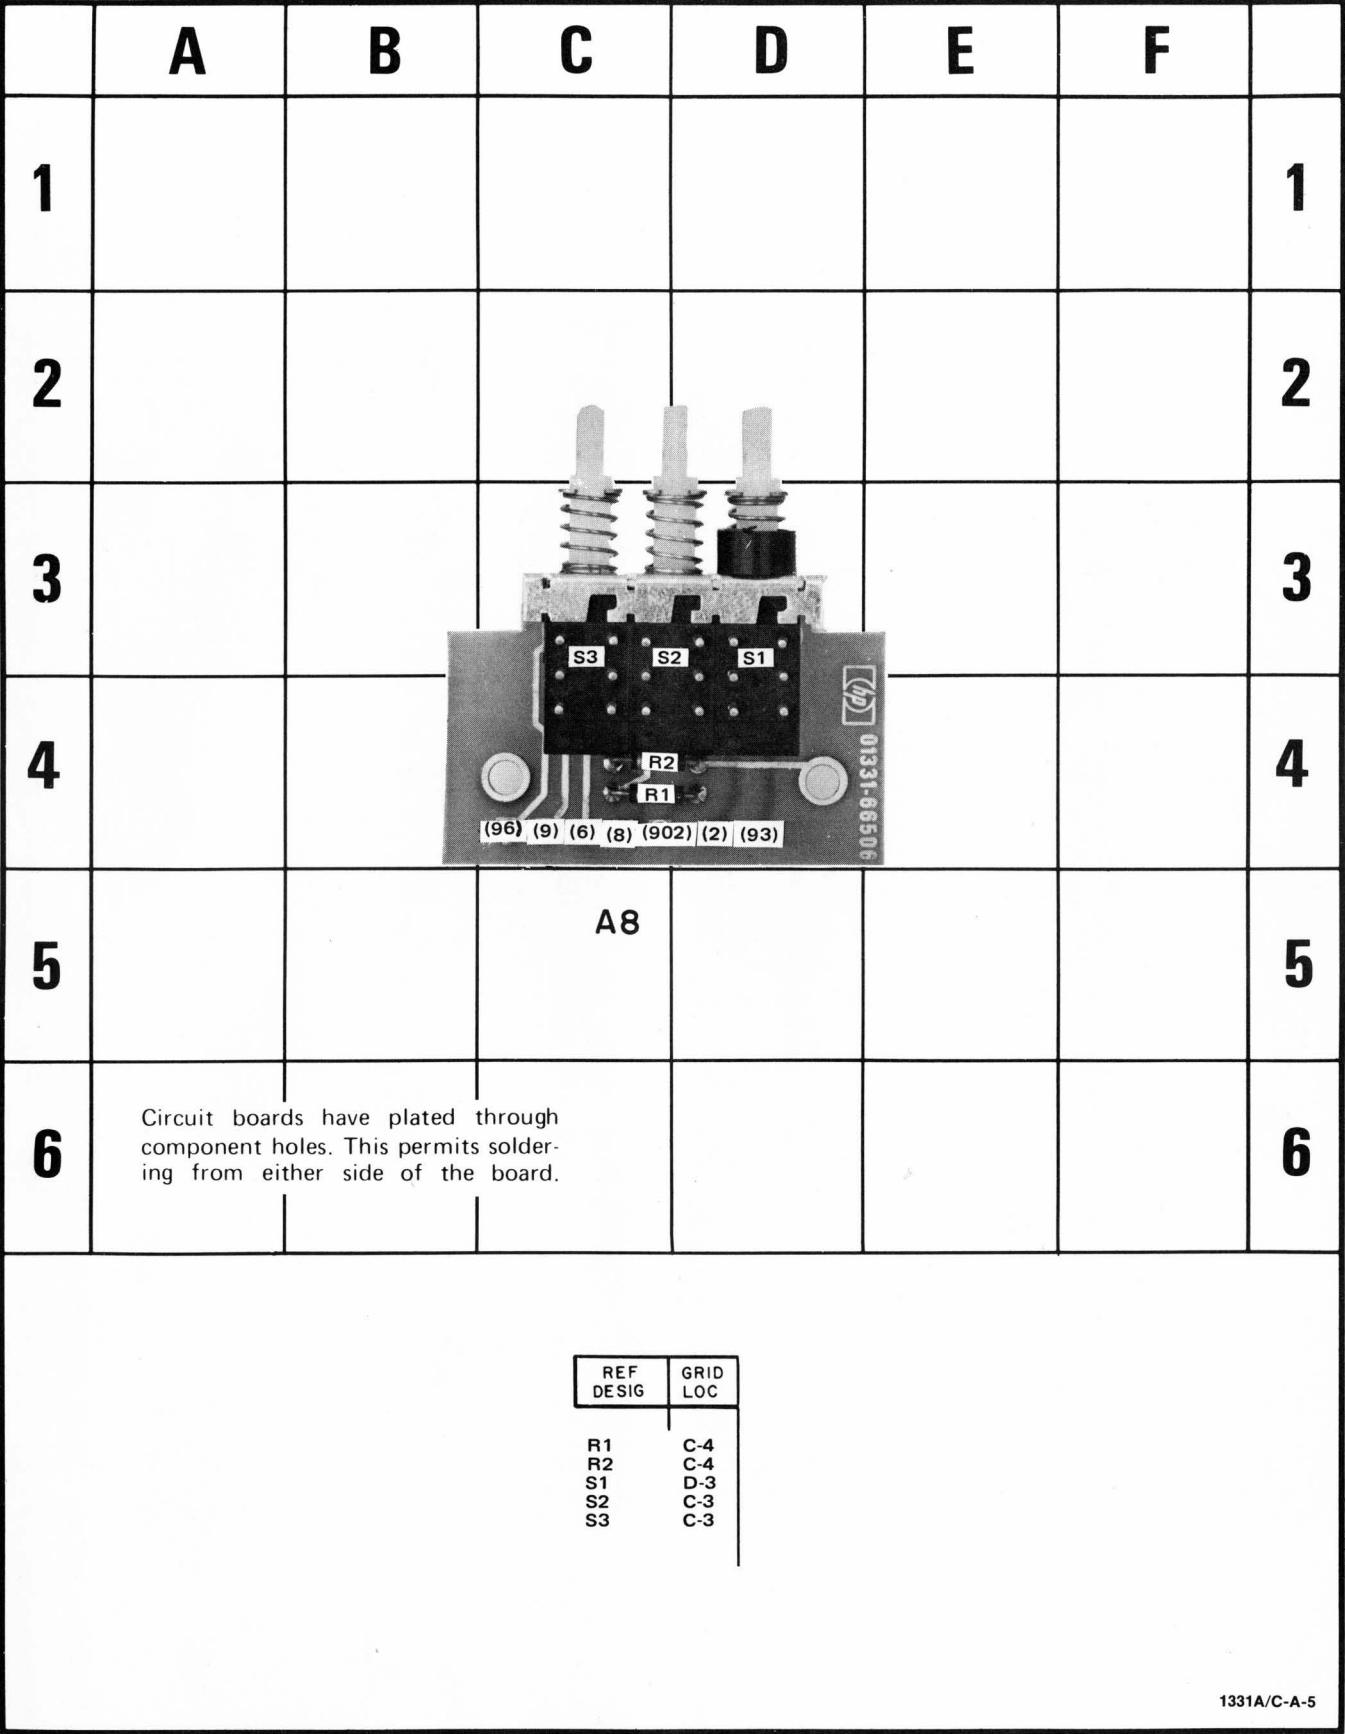 A B C D E F
1 1
2 2
3 3
S3 S2 S1
hp
4 4
R2
R1
01331-66506
(96) (9) (6) (8) (902) (2) (93)
A8
5 5
Circuit boards have plated through
component holes. This permits solder-
ing from either side of the board.
6 6
REF DESIG GRID LOC
R1 C-4
R2 C-4
S1 D-3
S2 C-3
S3 C-3
1331A/C-A-5